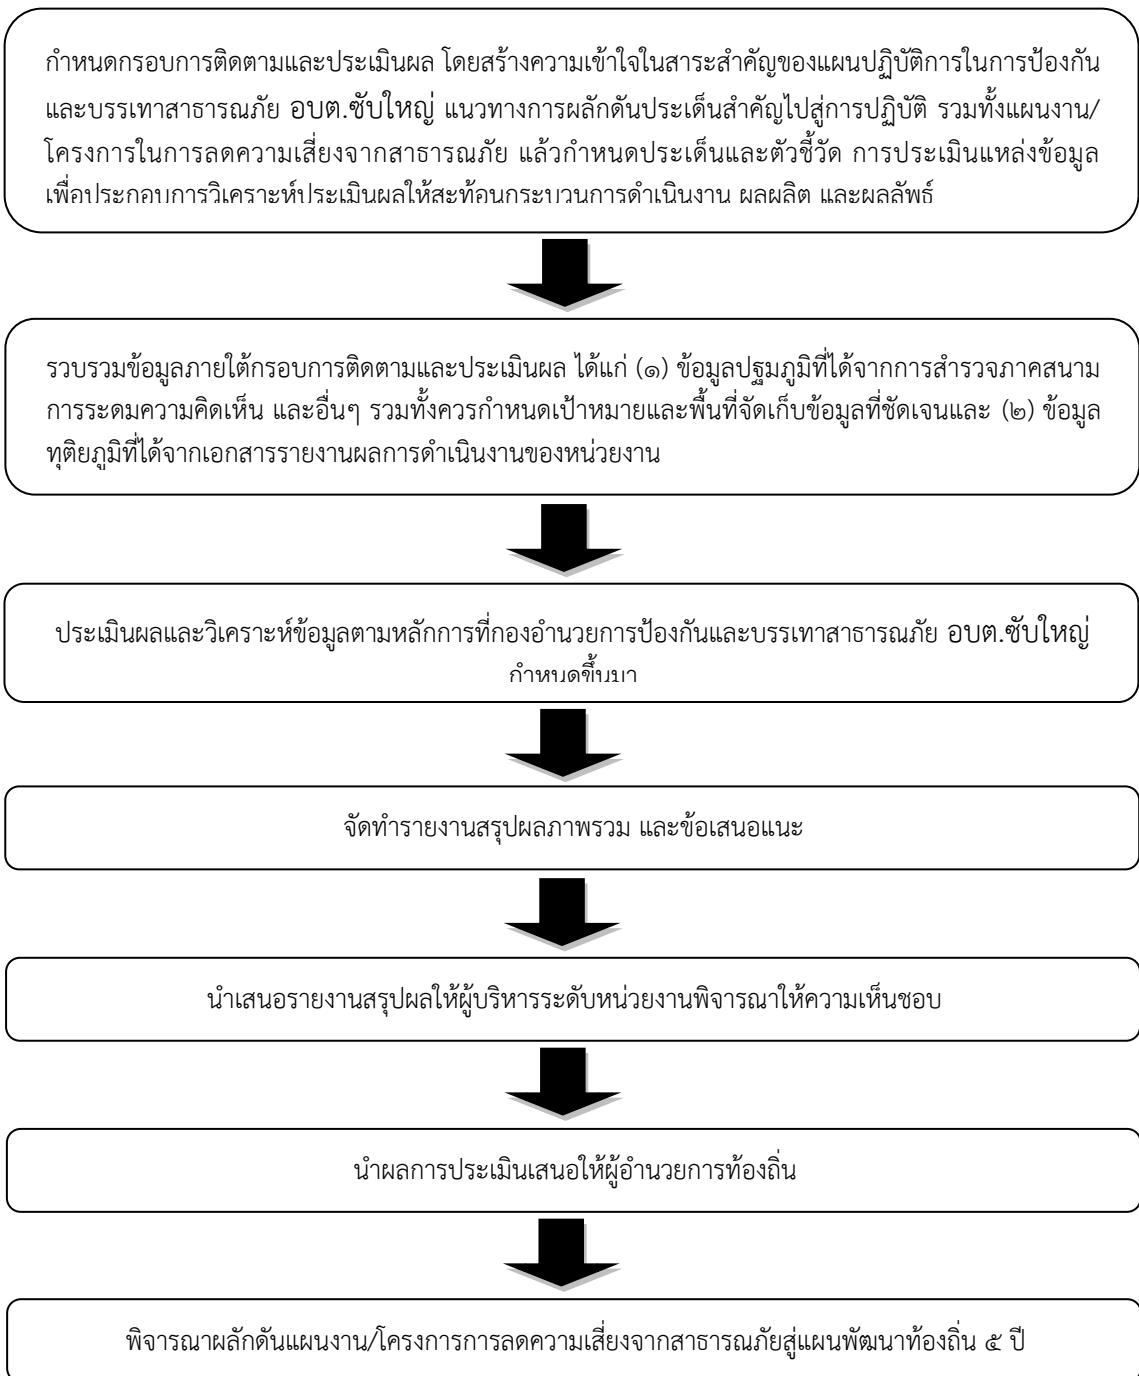 กำหนดกรอบการติดตามและประเมินผล โดยสร้างความเข้าใจในสาระสำคัญของแผนปฏิบัติการในการป้องกัน
และบรรเทาสาธารณภัย อบต.ซับใหญ่ แนวทางการผลักดันประเด็นสำคัญไปสู่การปฏิบัติ รวมทั้งแผนงาน/
โครงการในการลดความเสี่ยงจากสาธารณภัย แล้วกำหนดประเด็นและตัวชี้วัด การประเมินแหล่งข้อมูล
เพื่อประกอบการวิเคราะห์ประเมินผลให้สะท้อนกระบวนการดำเนินงาน ผลผลิต และผลลัพธ์
รวบรวมข้อมูลภายใต้กรอบการติดตามและประเมินผล ได้แก่ (๑) ข้อมูลปฐมภูมิที่ได้จากการสำรวจภาคสนาม
การระดมความคิดเห็น และอื่นๆ รวมทั้งควรกำหนดเป้าหมายและพื้นที่จัดเก็บข้อมูลที่ชัดเจนและ (๒) ข้อมูล
ทุติยภูมิที่ได้จากเอกสารรายงานผลการดำเนินงานของหน่วยงาน
ประเมินผลและวิเคราะห์ข้อมูลตามหลักการที่กองอำนวยการป้องกันและบรรเทาสาธารณภัย อบต.ซับใหญ่
กำหนดขึ้นมา
จัดทำรายงานสรุปผลภาพรวม และข้อเสนอแนะ
นำเสนอรายงานสรุปผลให้ผู้บริหารระดับหน่วยงานพิจารณาให้ความเห็นชอบ
นำผลการประเมินเสนอให้ผู้อำนวยการท้องถิ่น
พิจารณาผลักดันแผนงาน/โครงการการลดความเสี่ยงจากสาธารณภัยสู่แผนพัฒนาท้องถิ่น ๕ ปี